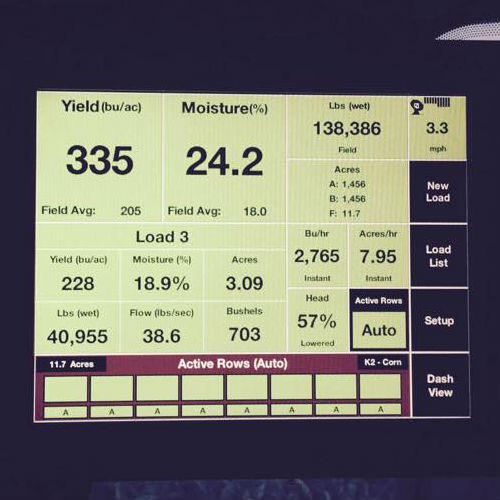 Yield (bu/ac)
335
Field Avg: 205
Moisture(%)
24.2
Field Avg: 18.0
Lbs (wet)
138,386
Field
3.3
mph
Acres
A: 1,456
B: 1,456
F: 11.7
New
Load
Load 3
Yield (bu/ac)
228
Moisture (%)
18.9%
Acres
3.09
Lbs (wet)
40,955
Flow (lbs/sec)
38.6
Bushels
703
Bu/hr
2,765
Instant
Acres/hr
7.95
Instant
Load
List
Head
57%
Lowered
Active Rows
Auto
Setup
11.7 Acres
Active Rows (Auto)
K2 - Corn
A A A A A A A A
Dash
View